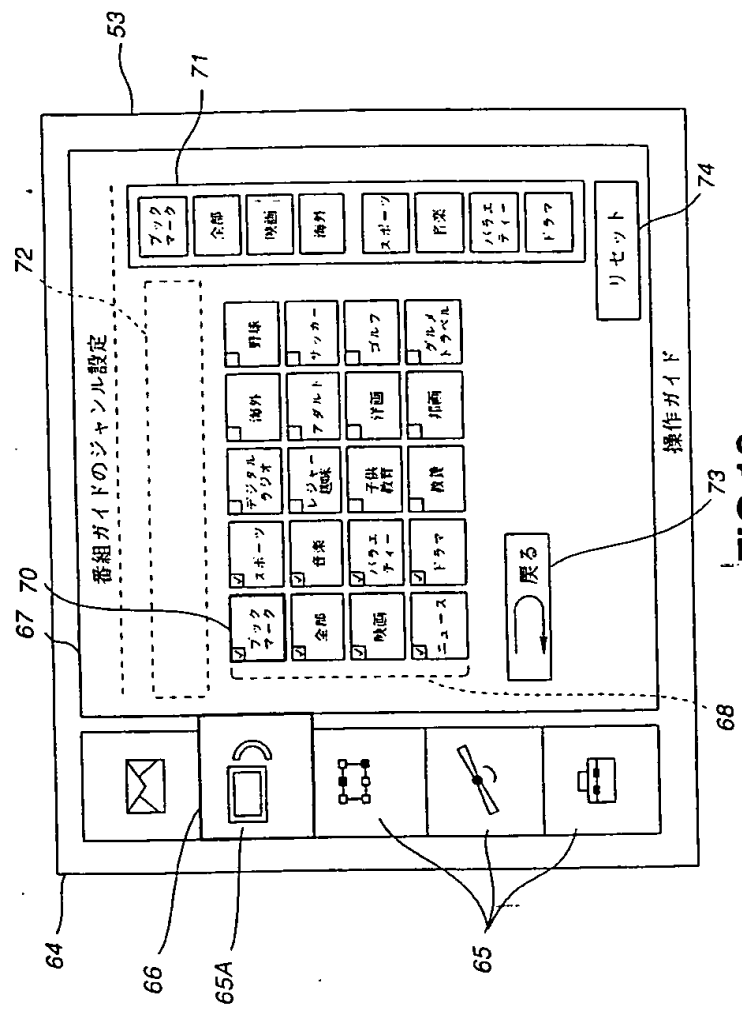 53
64
67
番組ガイドのジャンル設定
72
71
66
65A
65
70
68
ブック
マーク
スポーツ
デジタル
ラジオ
海外
野球
全部
音楽
レジャー
趣味
アダルト
サッカー
映画
バラエ
ティー
子供
教育
洋画
ゴルフ
ニュース
ドラマ
教養
邦画
グルメ
トラベル
ブック
マーク
全部
映画
海外
スポーツ
音楽
バラエ
ティー
ドラマ
戻る
73
リセット
74
操作ガイド